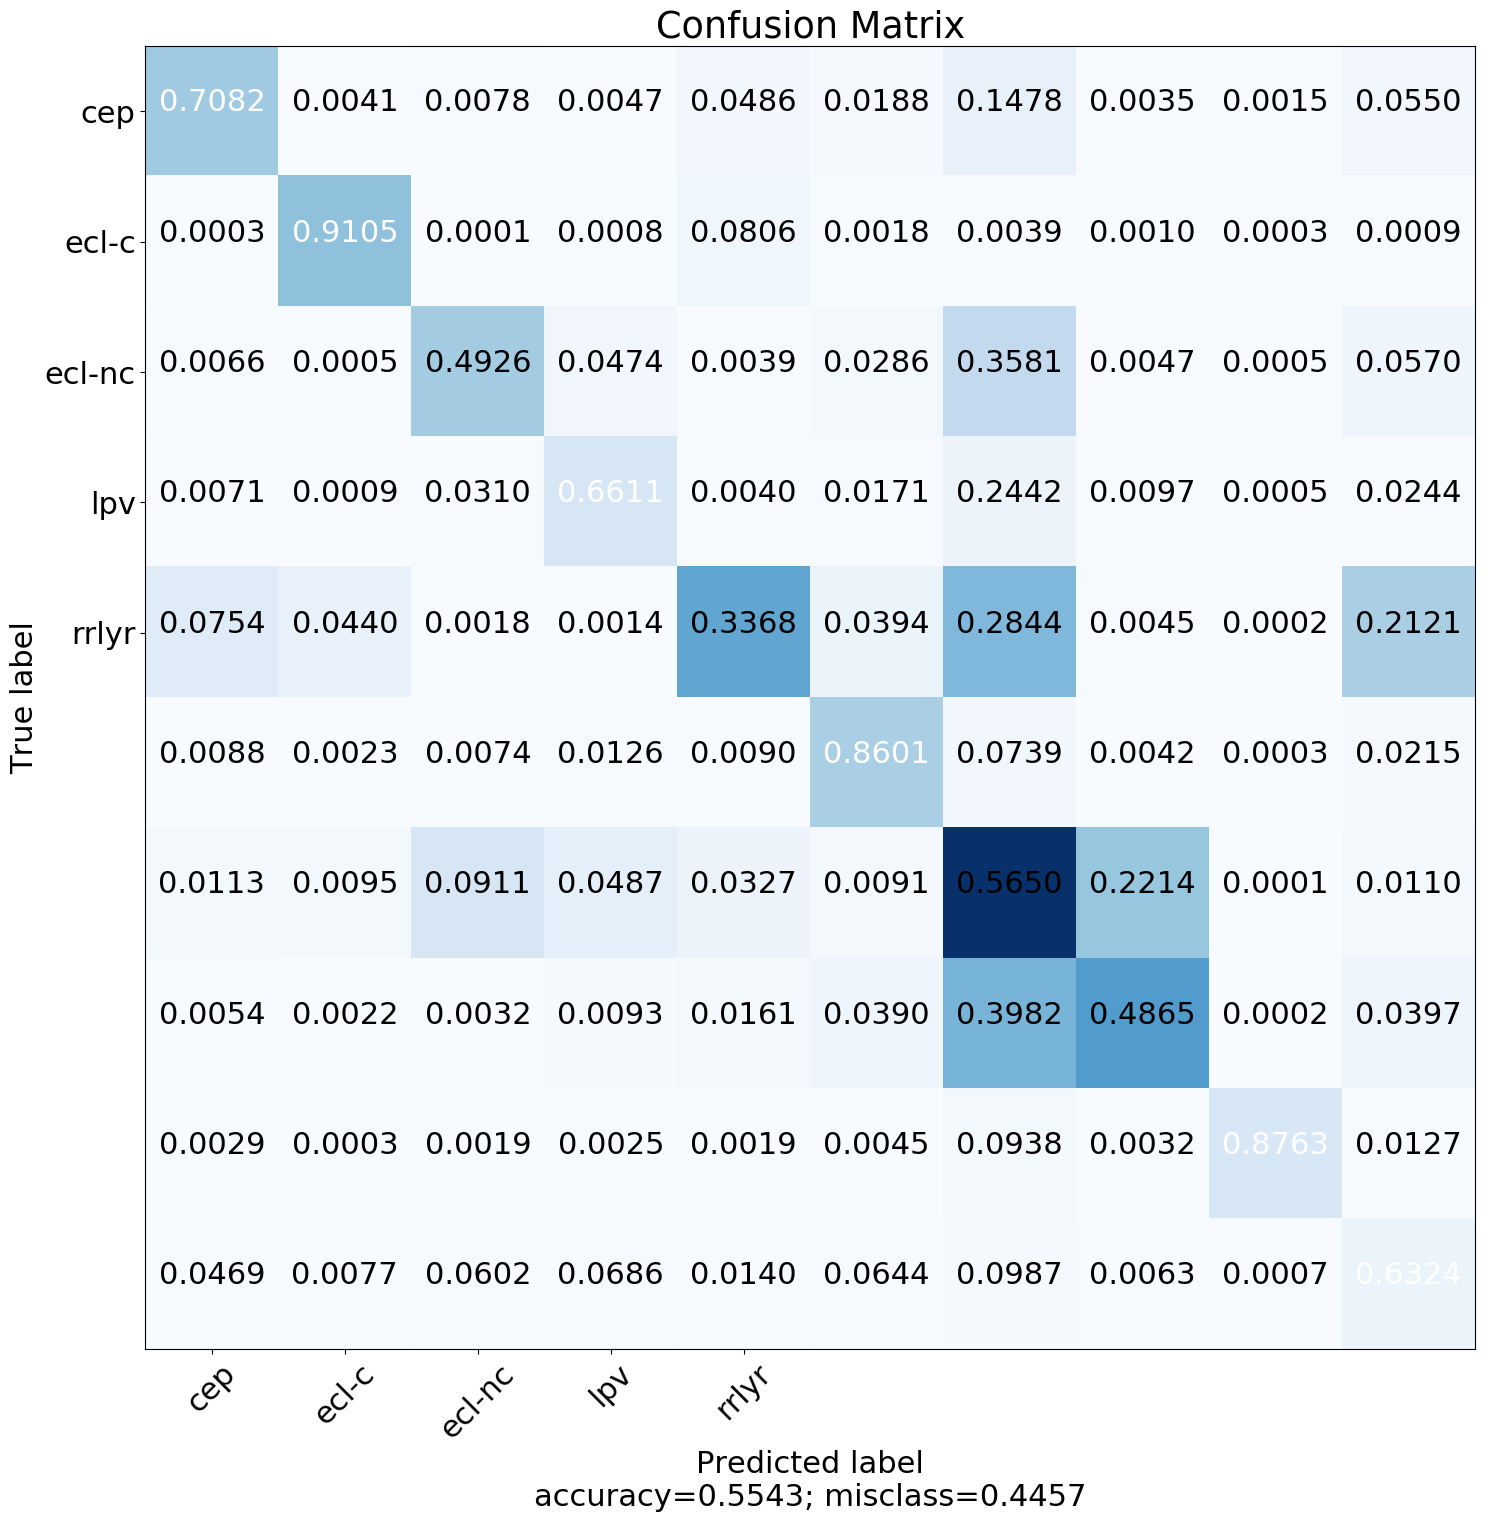 Confusion Matrix
cep 0.7082 0.0041 0.0078 0.0047 0.0486 0.0188 0.1478 0.0035 0.0015 0.0550
ecl-c 0.0003 0.9105 0.0001 0.0008 0.0806 0.0018 0.0039 0.0010 0.0003 0.0009
ecl-nc 0.0066 0.0005 0.4926 0.0474 0.0039 0.0286 0.3581 0.0047 0.0005 0.0570
lpv 0.0071 0.0009 0.0310 0.6611 0.0040 0.0171 0.2442 0.0097 0.0005 0.0244
rrlyr 0.0754 0.0440 0.0018 0.0014 0.3368 0.0394 0.2844 0.0045 0.0002 0.2121
True label
0.0088 0.0023 0.0074 0.0126 0.0090 0.8601 0.0739 0.0042 0.0003 0.0215
0.0113 0.0095 0.0911 0.0487 0.0327 0.0091 0.5650 0.2214 0.0001 0.0110
0.0054 0.0022 0.0032 0.0093 0.0161 0.0390 0.3982 0.4865 0.0002 0.0397
0.0029 0.0003 0.0019 0.0025 0.0019 0.0045 0.0938 0.0032 0.8763 0.0127
0.0469 0.0077 0.0602 0.0686 0.0140 0.0644 0.0987 0.0063 0.0007 0.6324
cep ecl-c ecl-nc lpv rrlyr
Predicted label
accuracy=0.5543; misclass=0.4457